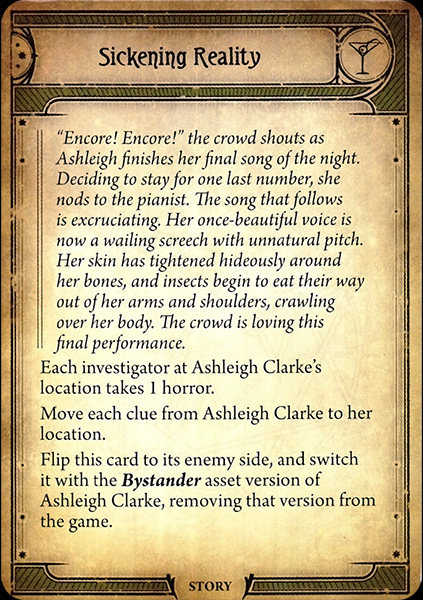 Sickening Reality
“Encore! Encore!” the crowd shouts as
Ashleigh finishes her final song of the night.
Deciding to stay for one last number, she
nods to the pianist. The song that follows
is excruciating. Her once-beautiful voice is
now a wailing screech with unnatural pitch.
Her skin has tightened hideously around
her bones, and insects begin to eat their way
out of her arms and shoulders, crawling
over her body. The crowd is loving this
final performance.
Each investigator at Ashleigh Clarke’s
location takes 1 horror.
Move each clue from Ashleigh Clarke to her
location.
Flip this card to its enemy side, and switch
it with the Bystander asset version of
Ashleigh Clarke, removing that version from
the game.
STORY